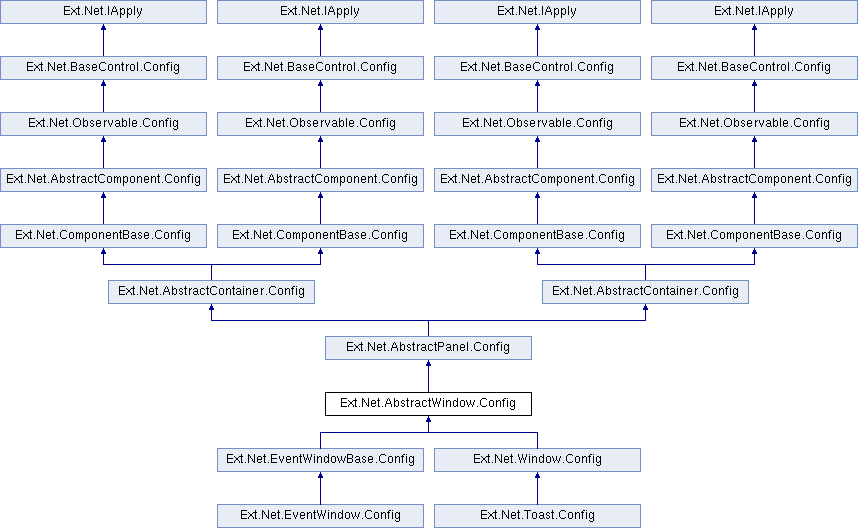 Ext.Net.IApply
Ext.Net.IApply
Ext.Net.IApply
Ext.Net.IApply
Ext.Net.BaseControl.Config
Ext.Net.BaseControl.Config
Ext.Net.BaseControl.Config
Ext.Net.BaseControl.Config
Ext.Net.Observable.Config
Ext.Net.Observable.Config
Ext.Net.Observable.Config
Ext.Net.Observable.Config
Ext.Net.AbstractComponent.Config
Ext.Net.AbstractComponent.Config
Ext.Net.AbstractComponent.Config
Ext.Net.AbstractComponent.Config
Ext.Net.ComponentBase.Config
Ext.Net.ComponentBase.Config
Ext.Net.ComponentBase.Config
Ext.Net.ComponentBase.Config
Ext.Net.AbstractContainer.Config
Ext.Net.AbstractContainer.Config
Ext.Net.AbstractPanel.Config
Ext.Net.AbstractWindow.Config
Ext.Net.EventWindowBase.Config
Ext.Net.Window.Config
Ext.Net.EventWindow.Config
Ext.Net.Toast.Config